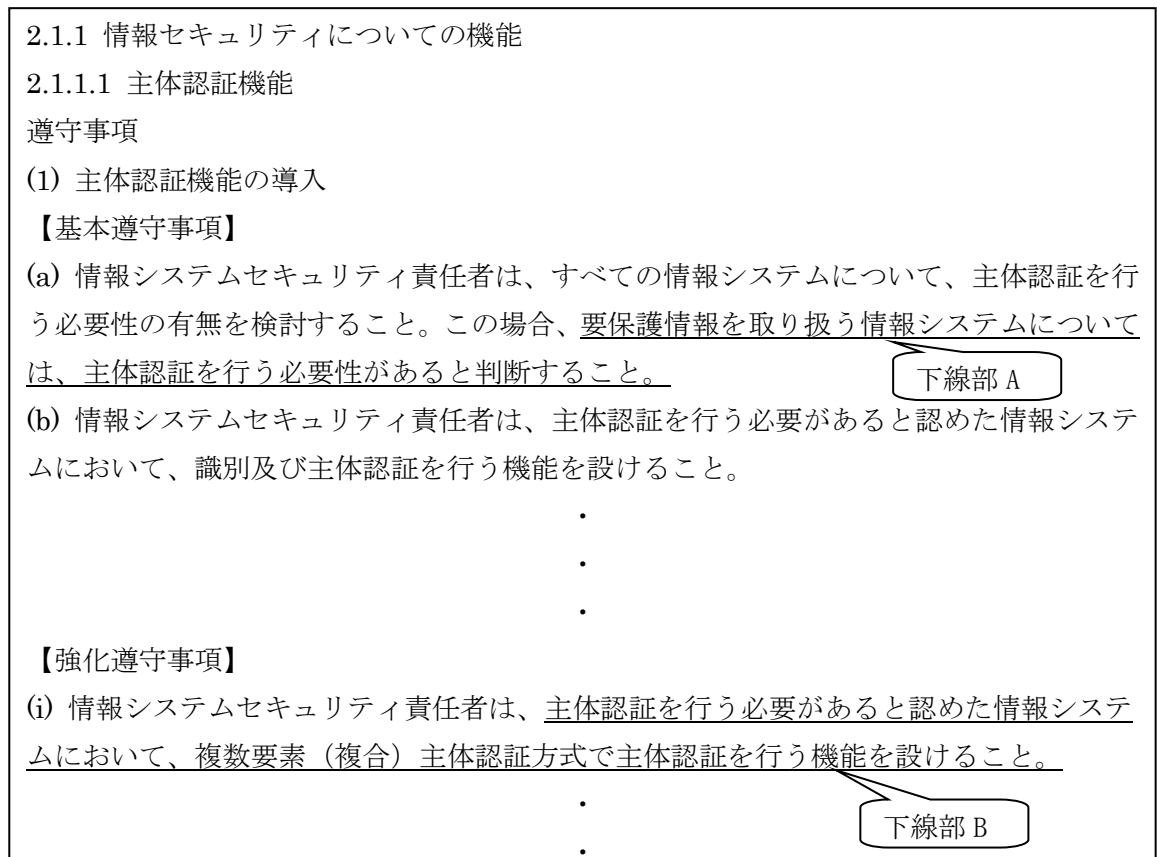 2.1.1 情報セキュリティについての機能
2.1.1.1 主体認証機能
遵守事項
(1) 主体認証機能の導入
【基本遵守事項】
(a) 情報システムセキュリティ責任者は、すべての情報システムについて、主体認証を行
う必要性の有無を検討すること。この場合、要保護情報を取り扱う情報システムについて
は、主体認証を行う必要性があると判断すること。
下線部 A
(b) 情報システムセキュリティ責任者は、主体認証を行う必要があると認めた情報システ
ムにおいて、識別及び主体認証を行う機能を設けること。
・
・
・
【強化遵守事項】
(i) 情報システムセキュリティ責任者は、主体認証を行う必要があると認めた情報システ
ムにおいて、複数要素（複合）主体認証方式で主体認証を行う機能を設けること。
・
下線部 B
・